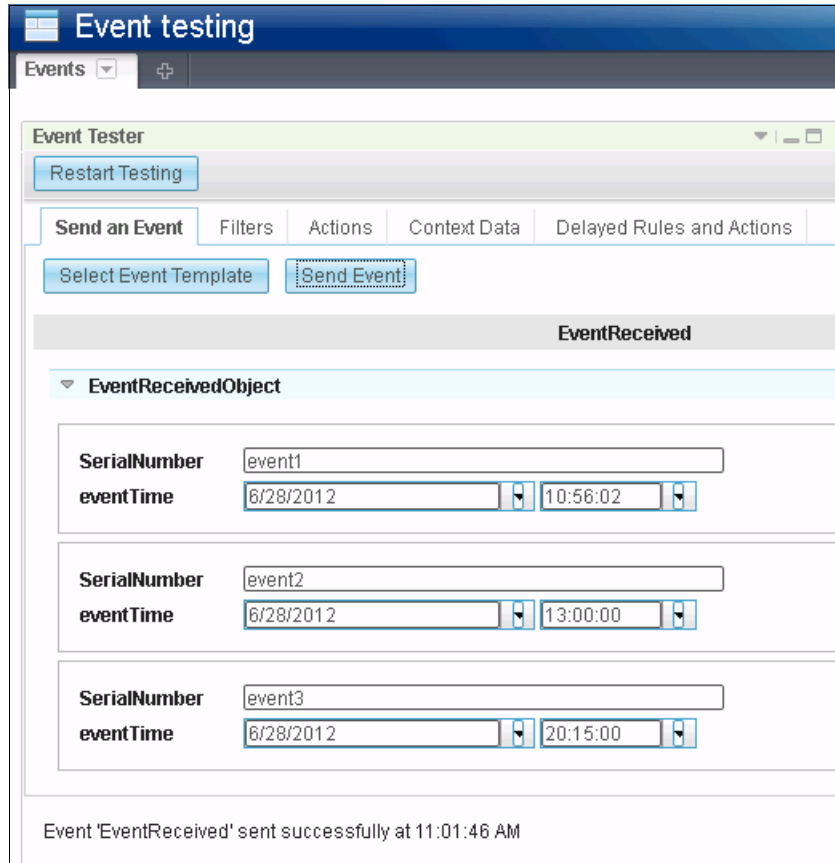 Event testing
Events
Event Tester
Restart Testing
Send an Event Filters Actions Context Data Delayed Rules and Actions
Select Event Template Send Event
EventReceived
EventReceivedObject
SerialNumber event1
eventTime 6/28/2012 10:56:02
SerialNumber event2
eventTime 6/28/2012 13:00:00
SerialNumber event3
eventTime 6/28/2012 20:15:00
Event 'EventReceived' sent successfully at 11:01:46 AM